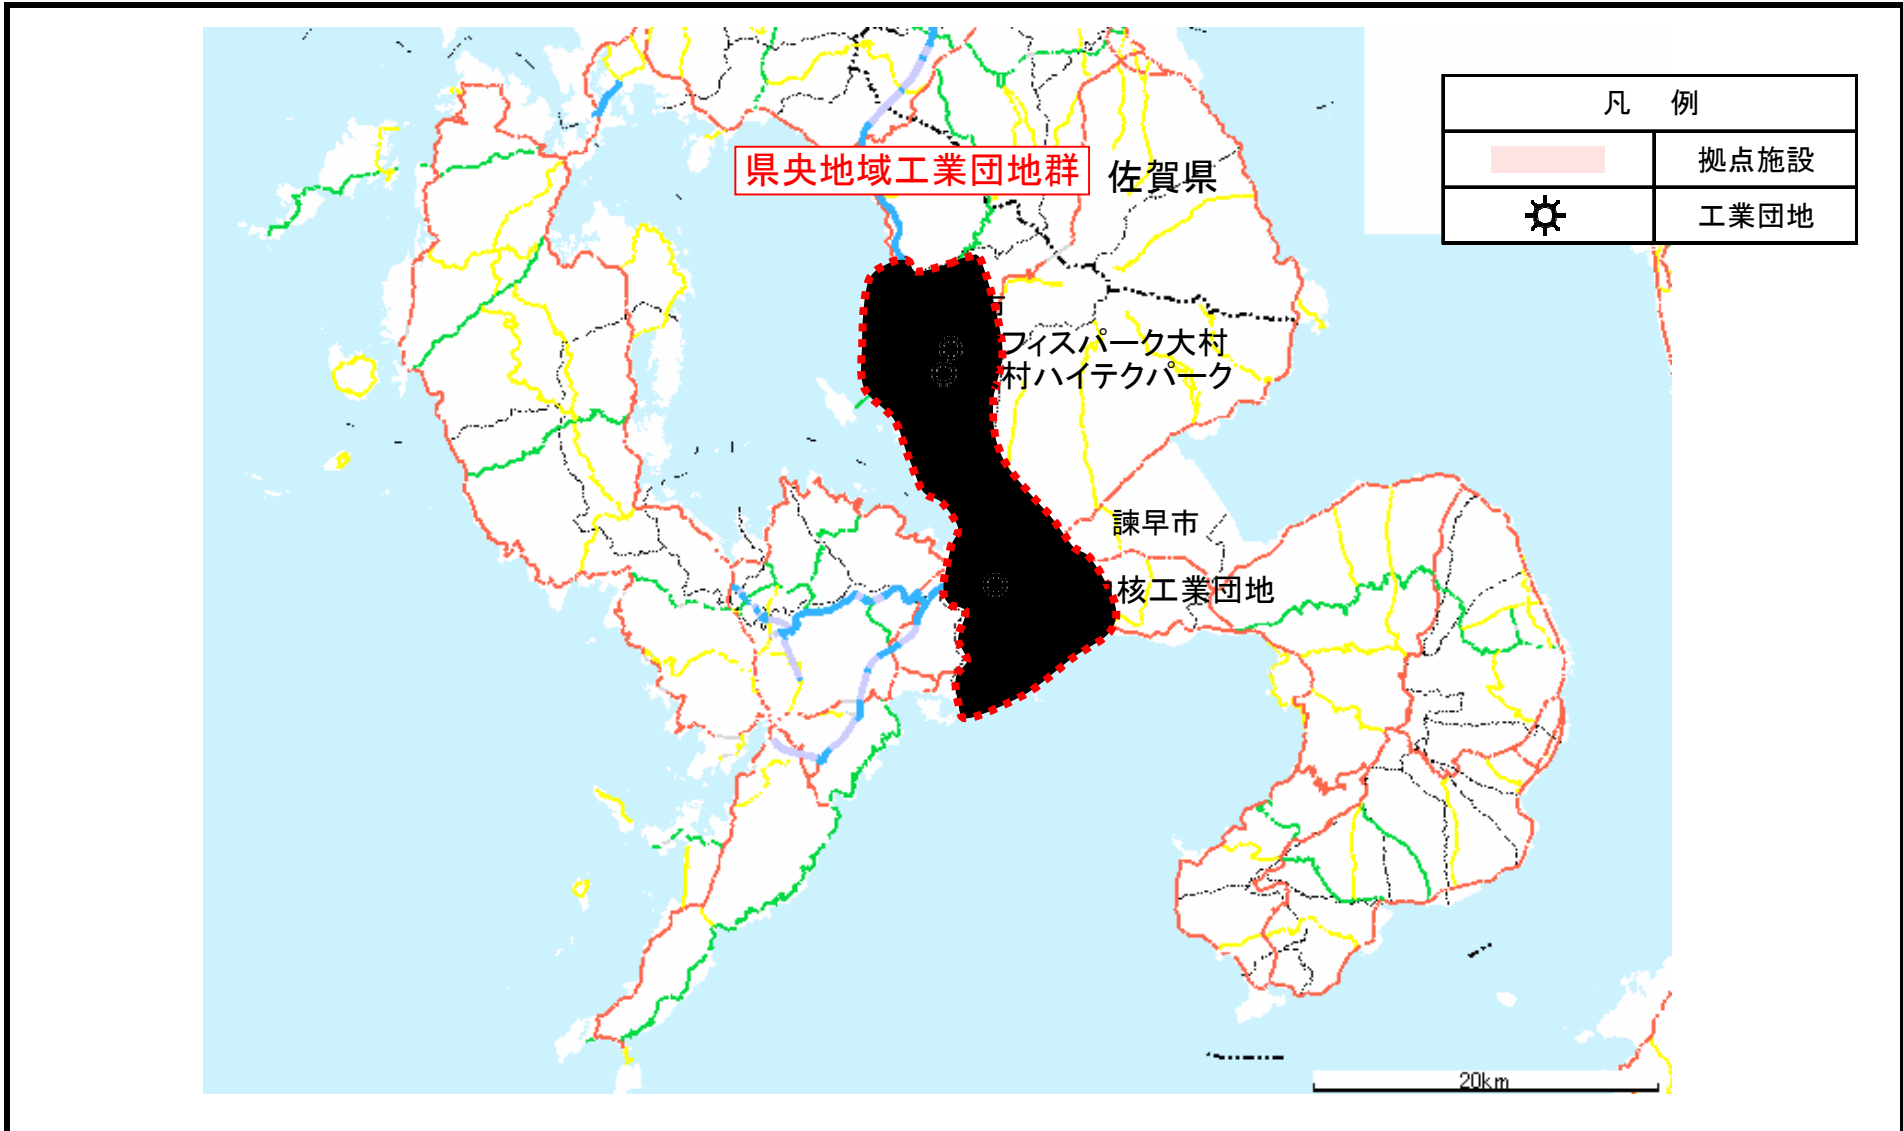 凡 例
拠点施設
工業団地
県央地域工業団地群
佐賀県
市
フィスパーク大村
村ハイテクパーク
諫早市
核工業団地
20km